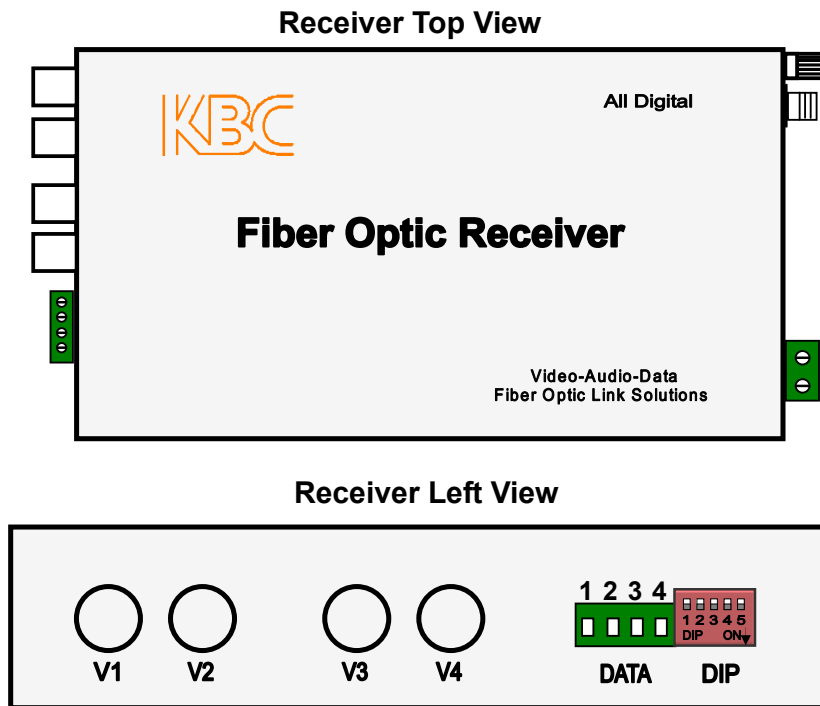 Receiver Top View
KBC
All Digital
Fiber Optic Receiver
Video-Audio-Data
Fiber Optic Link Solutions
Receiver Left View
1 2 3 4
1 2 3 4 5
DIP ON
V1 V2 V3 V4 DATA DIP